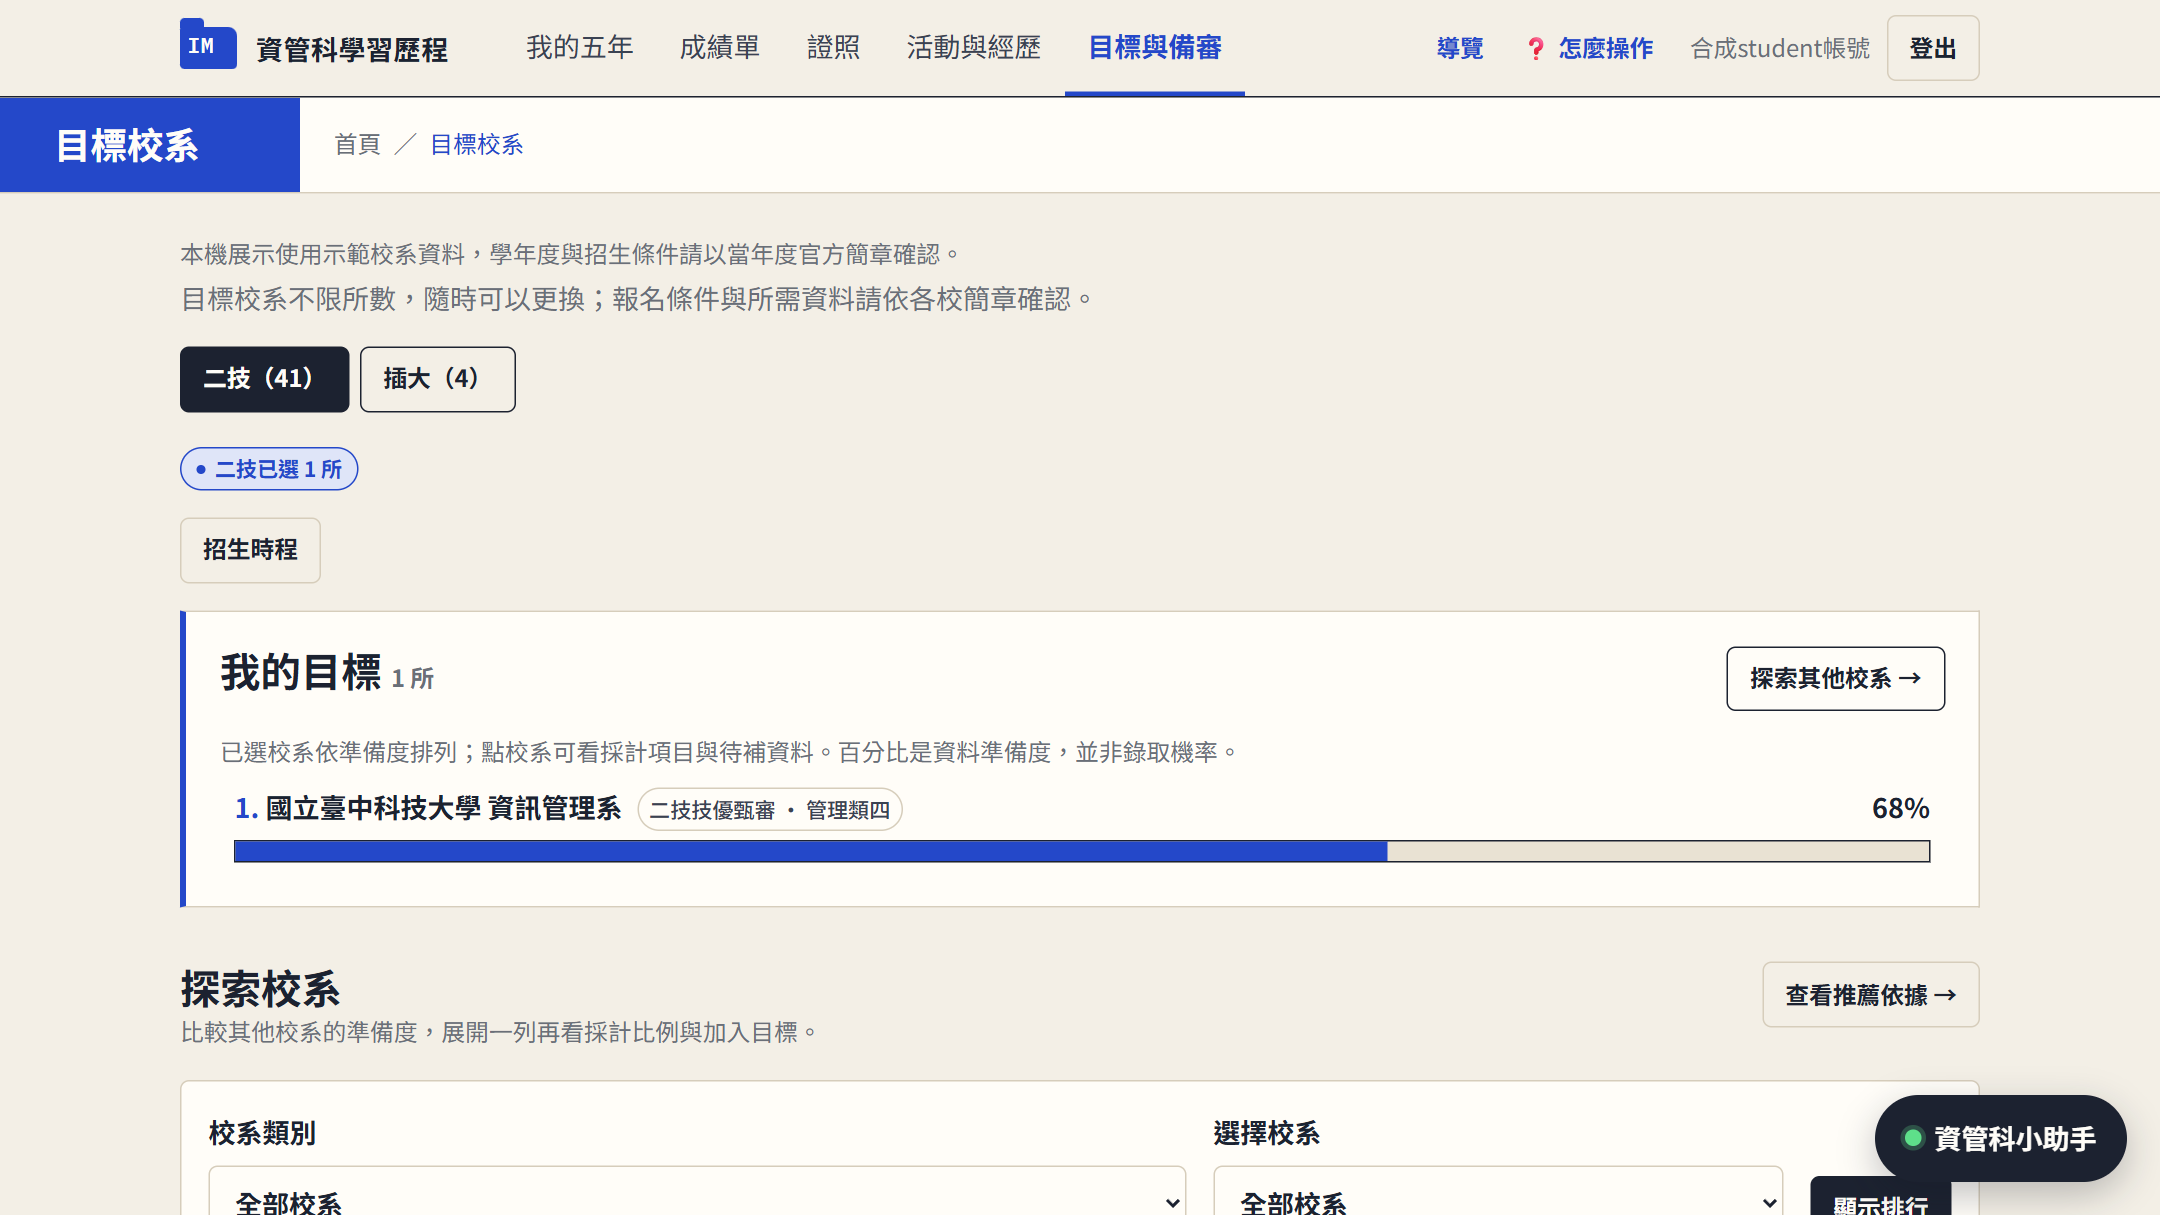 IM 資管科學習歷程 我的五年 成績單 證照 活動與經歷 目標與備審 導覽 ❓ 怎麼操作 合成student帳號 登出
目標校系 首頁 ／ 目標校系
本機展示使用示範校系資料，學年度與招生條件請以當年度官方簡章確認。
目標校系不限所數，隨時可以更換；報名條件與所需資料請依各校簡章確認。
二技（41） 插大（4）
二技已選 1 所
招生時程
我的目標 1 所 探索其他校系 →
已選校系依準備度排列；點校系可看採計項目與待補資料。百分比是資料準備度，並非錄取機率。
1. 國立臺中科技大學 資訊管理系 二技技優甄審 · 管理類四 68%
探索校系 查看推薦依據 →
比較其他校系的準備度，展開一列再看採計比例與加入目標。
校系類別 選擇校系
資管科小助手
全部校系 全部校系 顯示排行